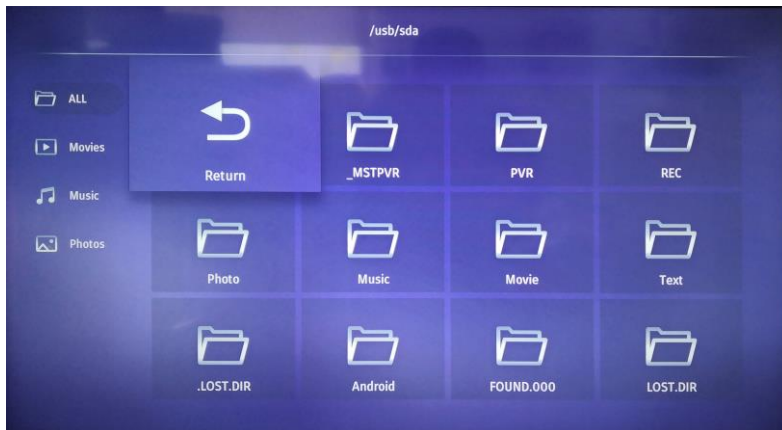 /usb/sda
ALL
Movies
Music
Photos
Return
_MSTPVR
PVR
REC
Photo
Music
Movie
Text
.LOST.DIR
Android
FOUND.000
LOST.DIR